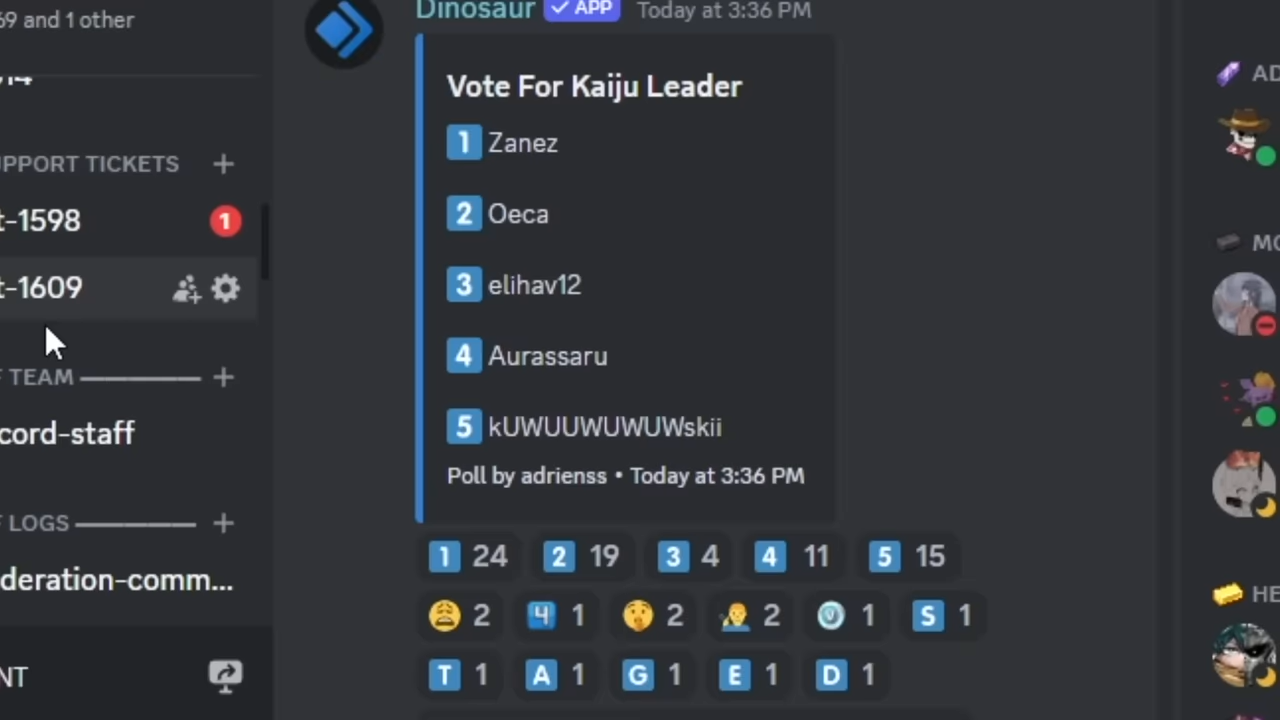 Dinosaur ✓ APP Today at 3:36 PM
69 and 1 other
Vote For Kaiju Leader
1 Zanez
2 Oeca
3 elihav12
4 Aurassaru
5 kUWUUWUWUWskii
Poll by adrienss • Today at 3:36 PM
1 24 2 19 3 4 4 11 5 15
2 4 1 2 2 1 S 1
T 1 A 1 G 1 E 1 D 1
UPPORT TICKETS +
t-1598 1
t-1609
F TEAM +
cord-staff
F LOGS +
deration-comm...
NT
AD
MO
HE